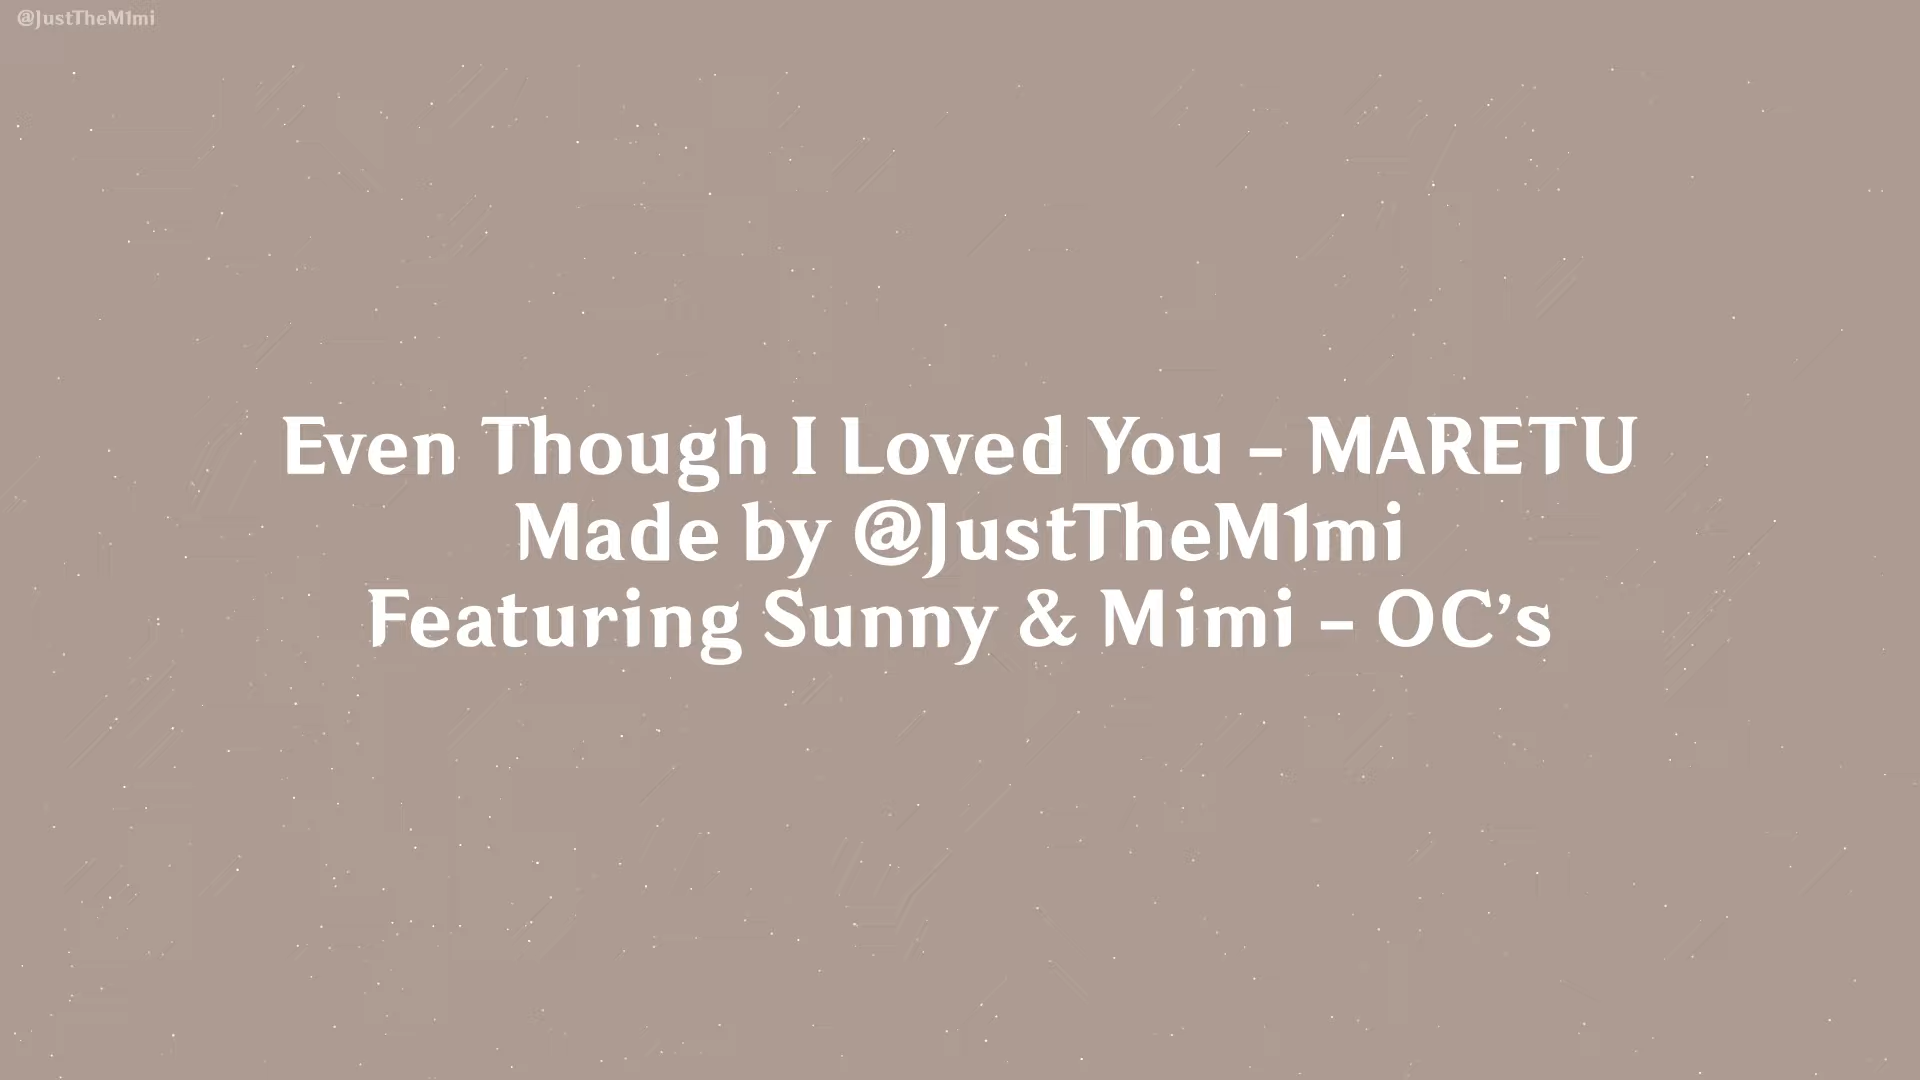 @JustTheM1mi
Even Though I Loved You - MARETU
Made by @JustTheM1mi
Featuring Sunny & Mimi - OC's